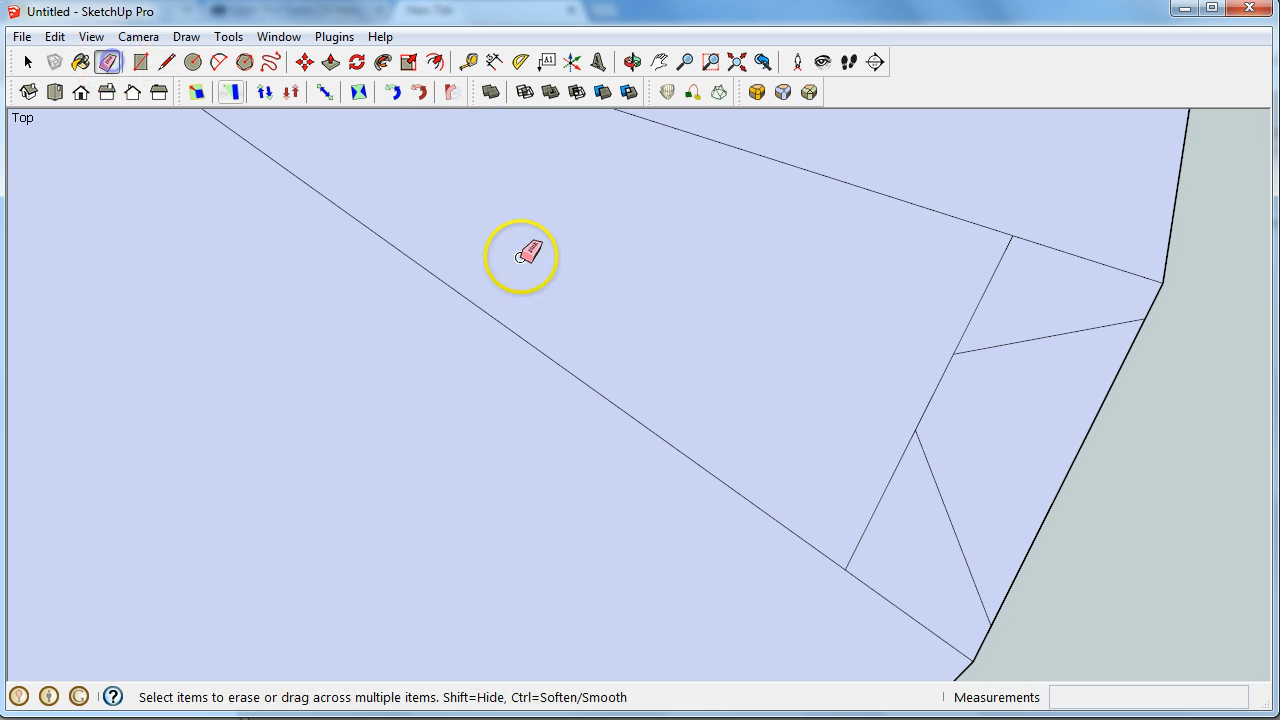 Untitled - SketchUp Pro
File Edit View Camera Draw Tools Window Plugins Help
A1
Top
Select items to erase or drag across multiple items. Shift=Hide, Ctrl=Soften/Smooth
Measurements